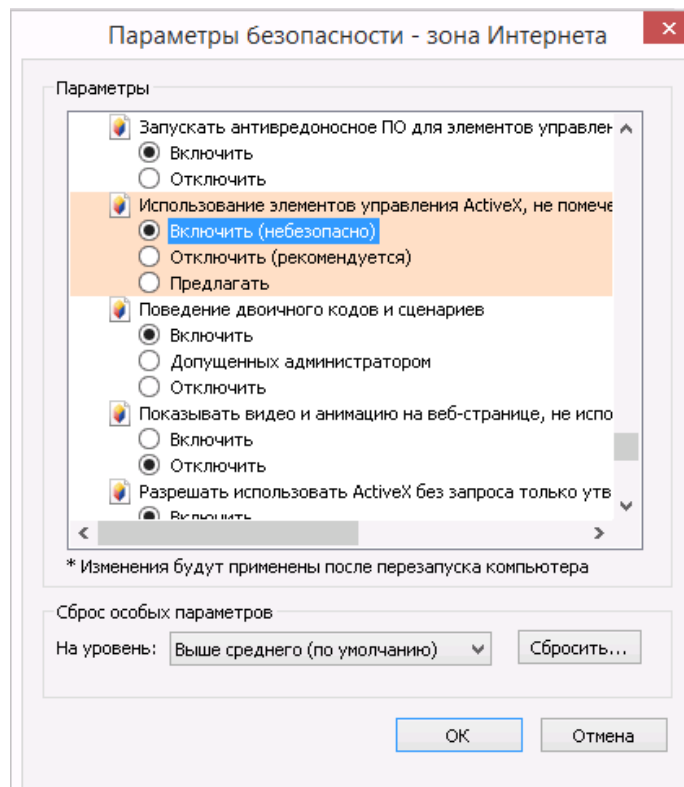 Параметры безопасности - зона Интернета
Параметры
Запускать антивредоносное ПО для элементов управлен
Включить
Отключить
Использование элементов управления ActiveX, не помече
Включить (небезопасно)
Отключить (рекомендуется)
Предлагать
Поведение двоичного кодов и сценариев
Включить
Допущенных администратором
Отключить
Показывать видео и анимацию на веб-странице, не испо
Включить
Отключить
Разрешать использовать ActiveX без запроса только утв
Включить
* Изменения будут применены после перезапуска компьютера
Сброс особых параметров
На уровень: Выше среднего (по умолчанию) Сбросить...
ОК Отмена